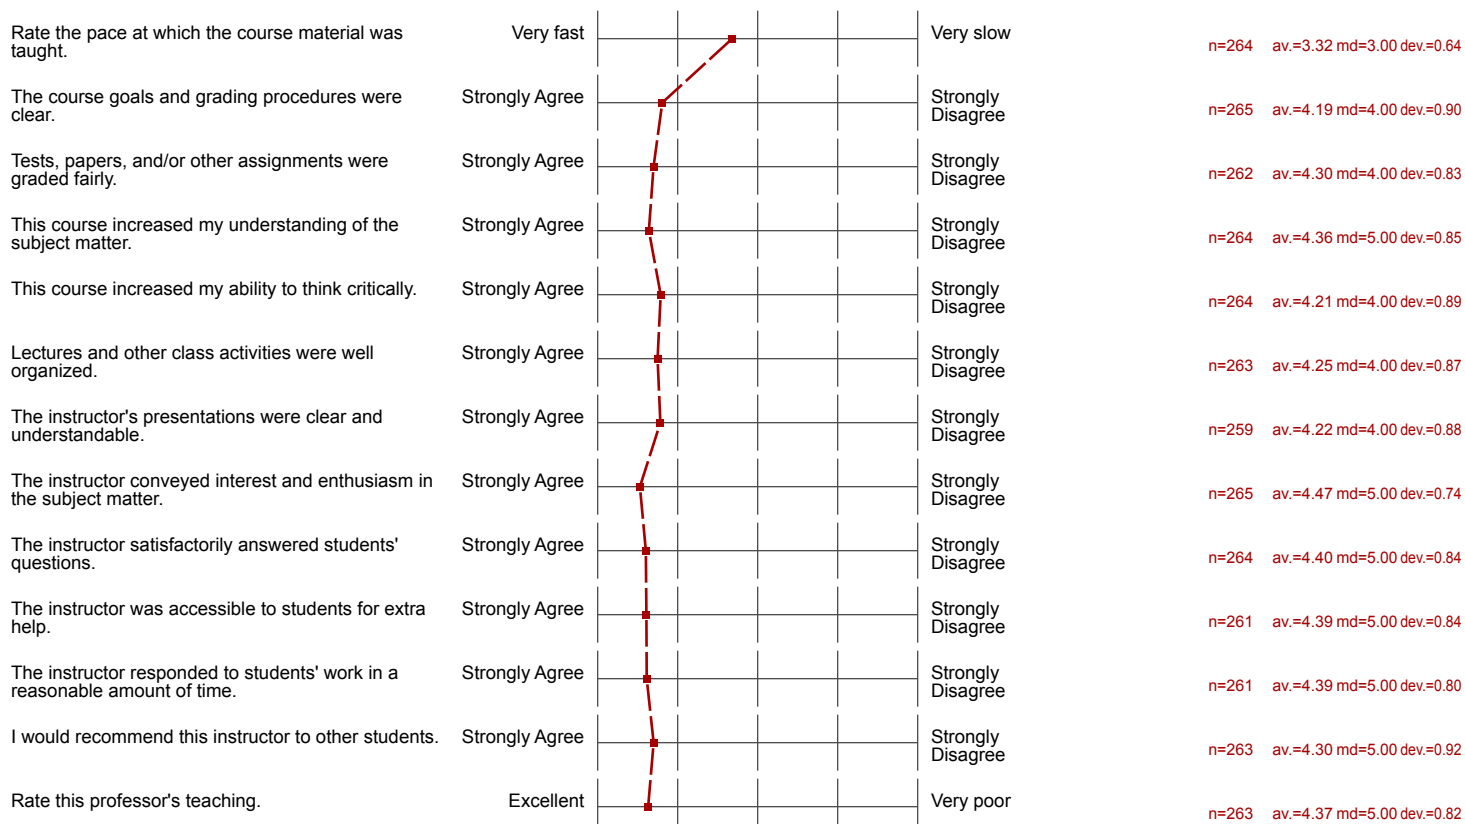 Rate the pace at which the course material was
taught.
Very fast
Very slow
n=264 av.=3.32 md=3.00 dev.=0.64
The course goals and grading procedures were
clear.
Strongly Agree
Strongly
Disagree
n=265 av.=4.19 md=4.00 dev.=0.90
Tests, papers, and/or other assignments were
graded fairly.
Strongly Agree
Strongly
Disagree
n=262 av.=4.30 md=4.00 dev.=0.83
This course increased my understanding of the
subject matter.
Strongly Agree
Strongly
Disagree
n=264 av.=4.36 md=5.00 dev.=0.85
This course increased my ability to think critically.
Strongly Agree
Strongly
Disagree
n=264 av.=4.21 md=4.00 dev.=0.89
Lectures and other class activities were well
organized.
Strongly Agree
Strongly
Disagree
n=263 av.=4.25 md=4.00 dev.=0.87
The instructor's presentations were clear and
understandable.
Strongly Agree
Strongly
Disagree
n=259 av.=4.22 md=4.00 dev.=0.88
The instructor conveyed interest and enthusiasm in
the subject matter.
Strongly Agree
Strongly
Disagree
n=265 av.=4.47 md=5.00 dev.=0.74
The instructor satisfactorily answered students'
questions.
Strongly Agree
Strongly
Disagree
n=264 av.=4.40 md=5.00 dev.=0.84
The instructor was accessible to students for extra
help.
Strongly Agree
Strongly
Disagree
n=261 av.=4.39 md=5.00 dev.=0.84
The instructor responded to students' work in a
reasonable amount of time.
Strongly Agree
Strongly
Disagree
n=261 av.=4.39 md=5.00 dev.=0.80
I would recommend this instructor to other students.
Strongly Agree
Strongly
Disagree
n=263 av.=4.30 md=5.00 dev.=0.92
Rate this professor's teaching.
Excellent
Very poor
n=263 av.=4.37 md=5.00 dev.=0.82